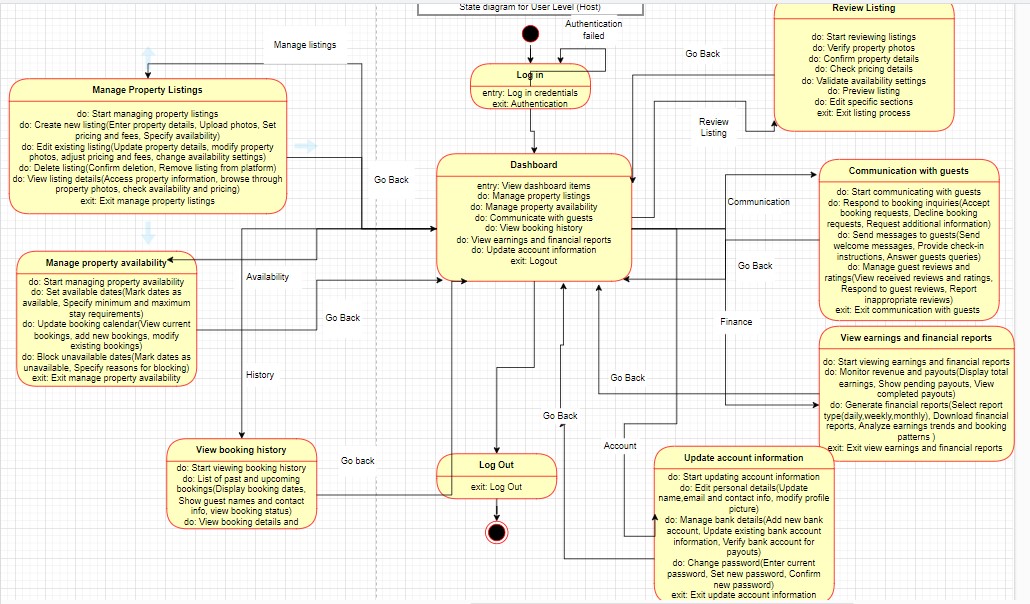 State diagram for User Level (Host)
Authentication
failed
Log in
entry: Log in credentials
exit: Authentication
Manage listings
Manage Property Listings
do: Start managing property listings
do: Create new listing(Enter property details, Upload photos, Set
pricing and fees, Specify availability)
do: Edit existing listing(Update property details, modify property
photos, adjust pricing and fees, change availability settings)
do: Delete listing(Confirm deletion, Remove listing from platform)
do: View listing details(Access property information, browse through
property photos, check availability and pricing)
exit: Exit manage property listings
Go Back
Dashboard
entry: View dashboard items
do: Manage property listings
do: Manage property availability
do: Communicate with guests
do: View booking history
do: View earnings and financial reports
do: Update account information
exit: Logout
Go Back
Review
Listing
Review Listing
do: Start reviewing listings
do: Verify property photos
do: Confirm property details
do: Check pricing details
do: Validate availability settings
do: Preview listing
do: Edit specific sections
exit: Exit listing process
Communication
Go Back
Communication with guests
do: Start communicating with guests
do: Respond to booking inquiries(Accept
booking requests, Decline booking
requests, Request additional information)
do: Send messages to guests(Send
welcome messages, Provide check-in
instructions, Answer guests queries)
do: Manage guest reviews and
ratings(View received reviews and ratings,
Respond to guest reviews, Report
inappropriate reviews)
exit: Exit communication with guests
Manage property availability
do: Start managing property availability
do: Set available dates(Mark dates as
available, Specify minimum and maximum
stay requirements)
do: Update booking calendar(View current
bookings, add new bookings, modify
existing bookings)
do: Block unavailable dates(Mark dates as
unavailable, Specify reasons for blocking)
exit: Exit manage property availability
Availability
Go Back
History
Finance
Go Back
View earnings and financial reports
do: Start viewing earnings and financial reports
do: Monitor revenue and payouts(Display total
earnings, Show pending payouts, View
completed payouts)
do: Generate financial reports(Select report
type(daily,weekly,monthly), Download financial
reports, Analyze earnings trends and booking
patterns )
exit: Exit view earnings and financial reports
View booking history
do: Start viewing booking history
do: List of past and upcoming
bookings(Display booking dates,
Show guest names and contact
info, view booking status)
do: View booking details and
Go back
Log Out
exit: Log Out
Go Back
Account
Update account information
do: Start updating account information
do: Edit personal details(Update
name,email and contact info, modify profile
picture)
do: Manage bank details(Add new bank
account, Update existing bank account
information, Verify bank account for
payouts)
do: Change password(Enter current
password, Set new password, Confirm
new password)
exit: Exit update account information